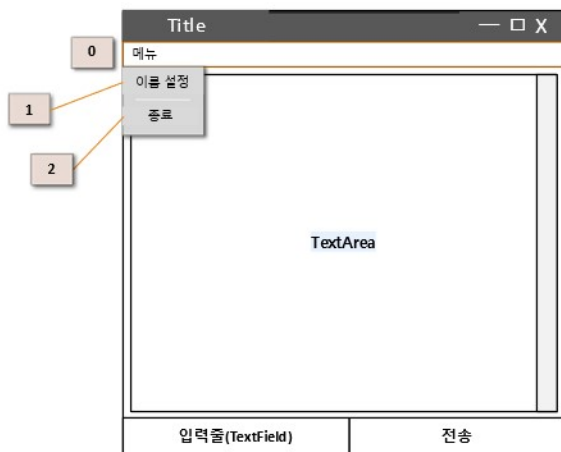 Title
X
0
메뉴
이름 설정
1
종료
2
TextArea
입력줄(TextField)
전송